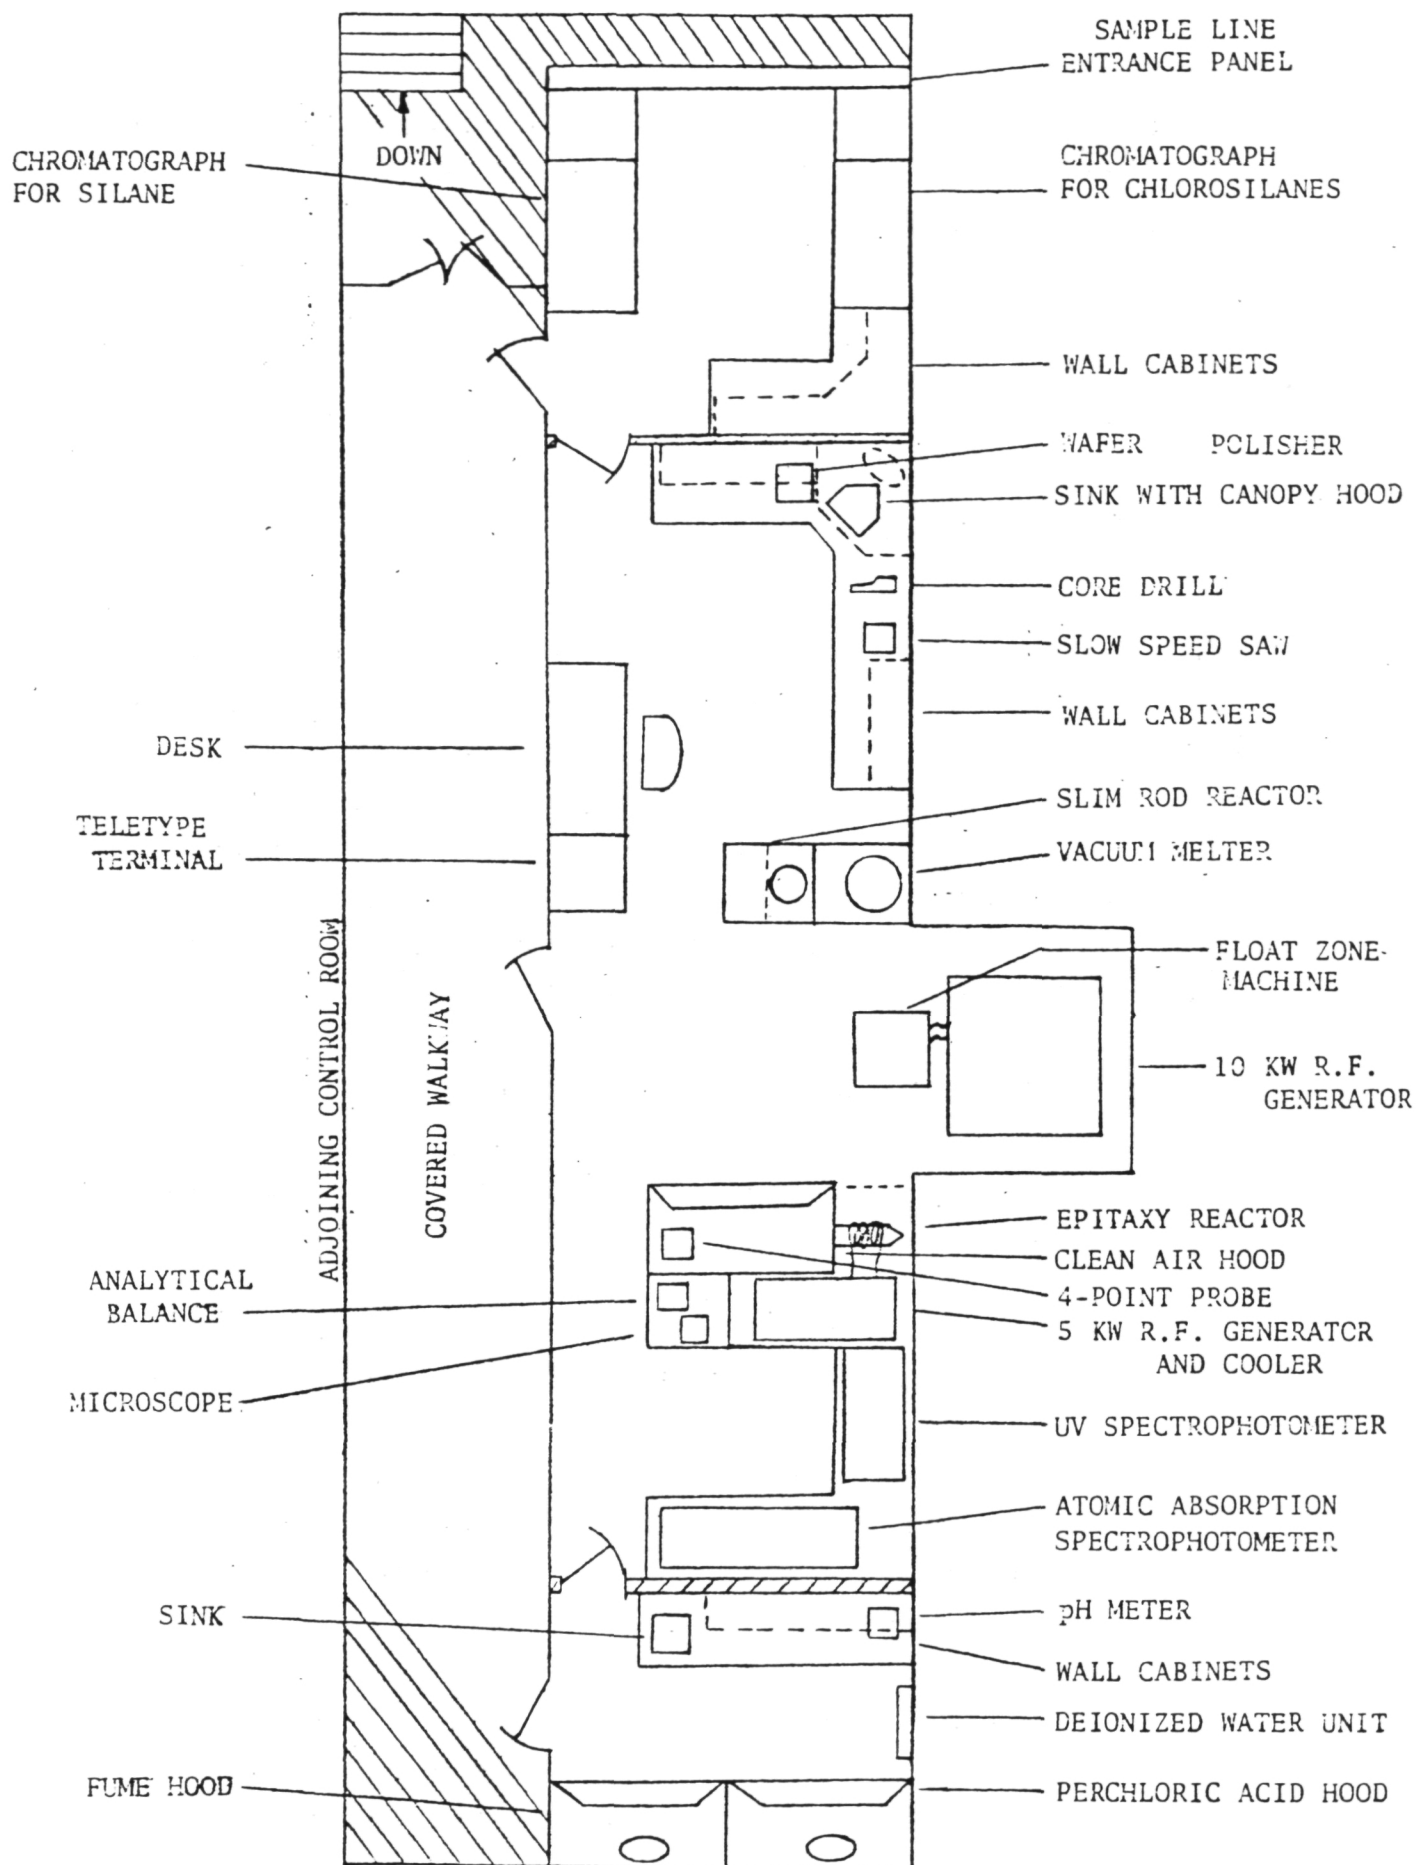 SAMPLE LINE
ENTRANCE PANEL
DOWN
CHROMATOGRAPH
FOR SILANE
CHROMATOGRAPH
FOR CHLOROSILANES
WALL CABINETS
WAFER POLISHER
SINK WITH CANOPY HOOD
CORE DRILL
SLOW SPEED SAW
WALL CABINETS
DESK
SLIM ROD REACTOR
TELETYPE
TERMINAL
VACUUM MELTER
ADJOINING CONTROL ROOM
COVERED WALKWAY
FLOAT ZONE
MACHINE
10 KW R.F.
GENERATOR
EPITAXY REACTOR
CLEAN AIR HOOD
ANALYTICAL
BALANCE
4-POINT PROBE
5 KW R.F. GENERATOR
AND COOLER
MICROSCOPE
UV SPECTROPHOTOMETER
ATOMIC ABSORPTION
SPECTROPHOTOMETER
SINK
pH METER
WALL CABINETS
DEIONIZED WATER UNIT
FUME HOOD
PERCHLORIC ACID HOOD